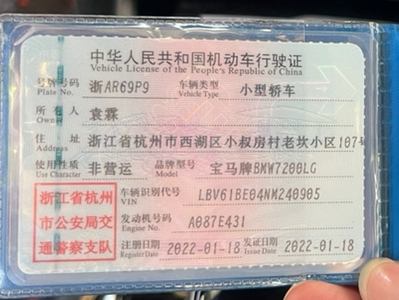 中华人民共和国机动车行驶证
Vehicle License of the People's Republic of China
号牌号码 浙AR69P9 车辆类型 小型轿车
Plate No. Vehicle Type
所有人 袁霖
Owner
住址 浙江省杭州市西湖区小叔房村老坎小区107号
Address
使用性质 非营运 品牌型号 宝马牌BMW7200LG
Use Character Model
浙江省杭州
市公安局交
通警察支队
车辆识别代号 LBV61BE04NM240905
VIN
发动机号码 A087E431
Engine No.
注册日期 2022-01-18 发证日期 2022-01-18
Register Date Issue Date